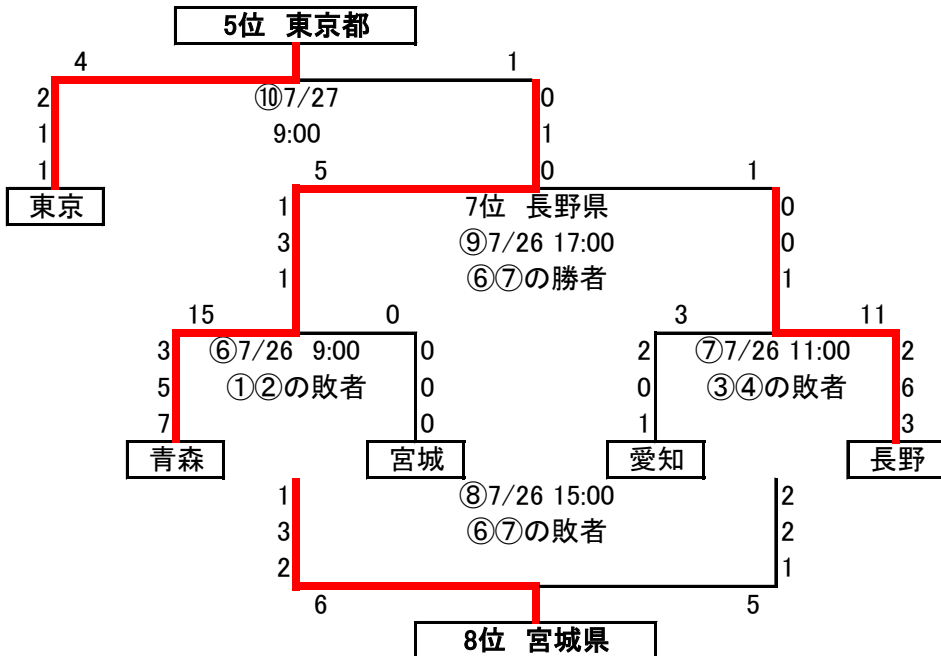 5位 東京都
4 1
2 ⑩7/27 0
1 9:00 1
1 5 0 1
東京 1 7位 長野県 0
3 ⑨7/26 17:00 0
1 ⑥⑦の勝者 1
15 0 3 11
3 ⑥7/26 9:00 0 2 ⑦7/26 11:00 2
5 ①②の敗者 0 0 ③④の敗者 6
7 0 1 3
青森 宮城 愛知 長野
1 ⑧7/26 15:00 2
3 ⑥⑦の敗者 2
2 1
6 5
8位 宮城県